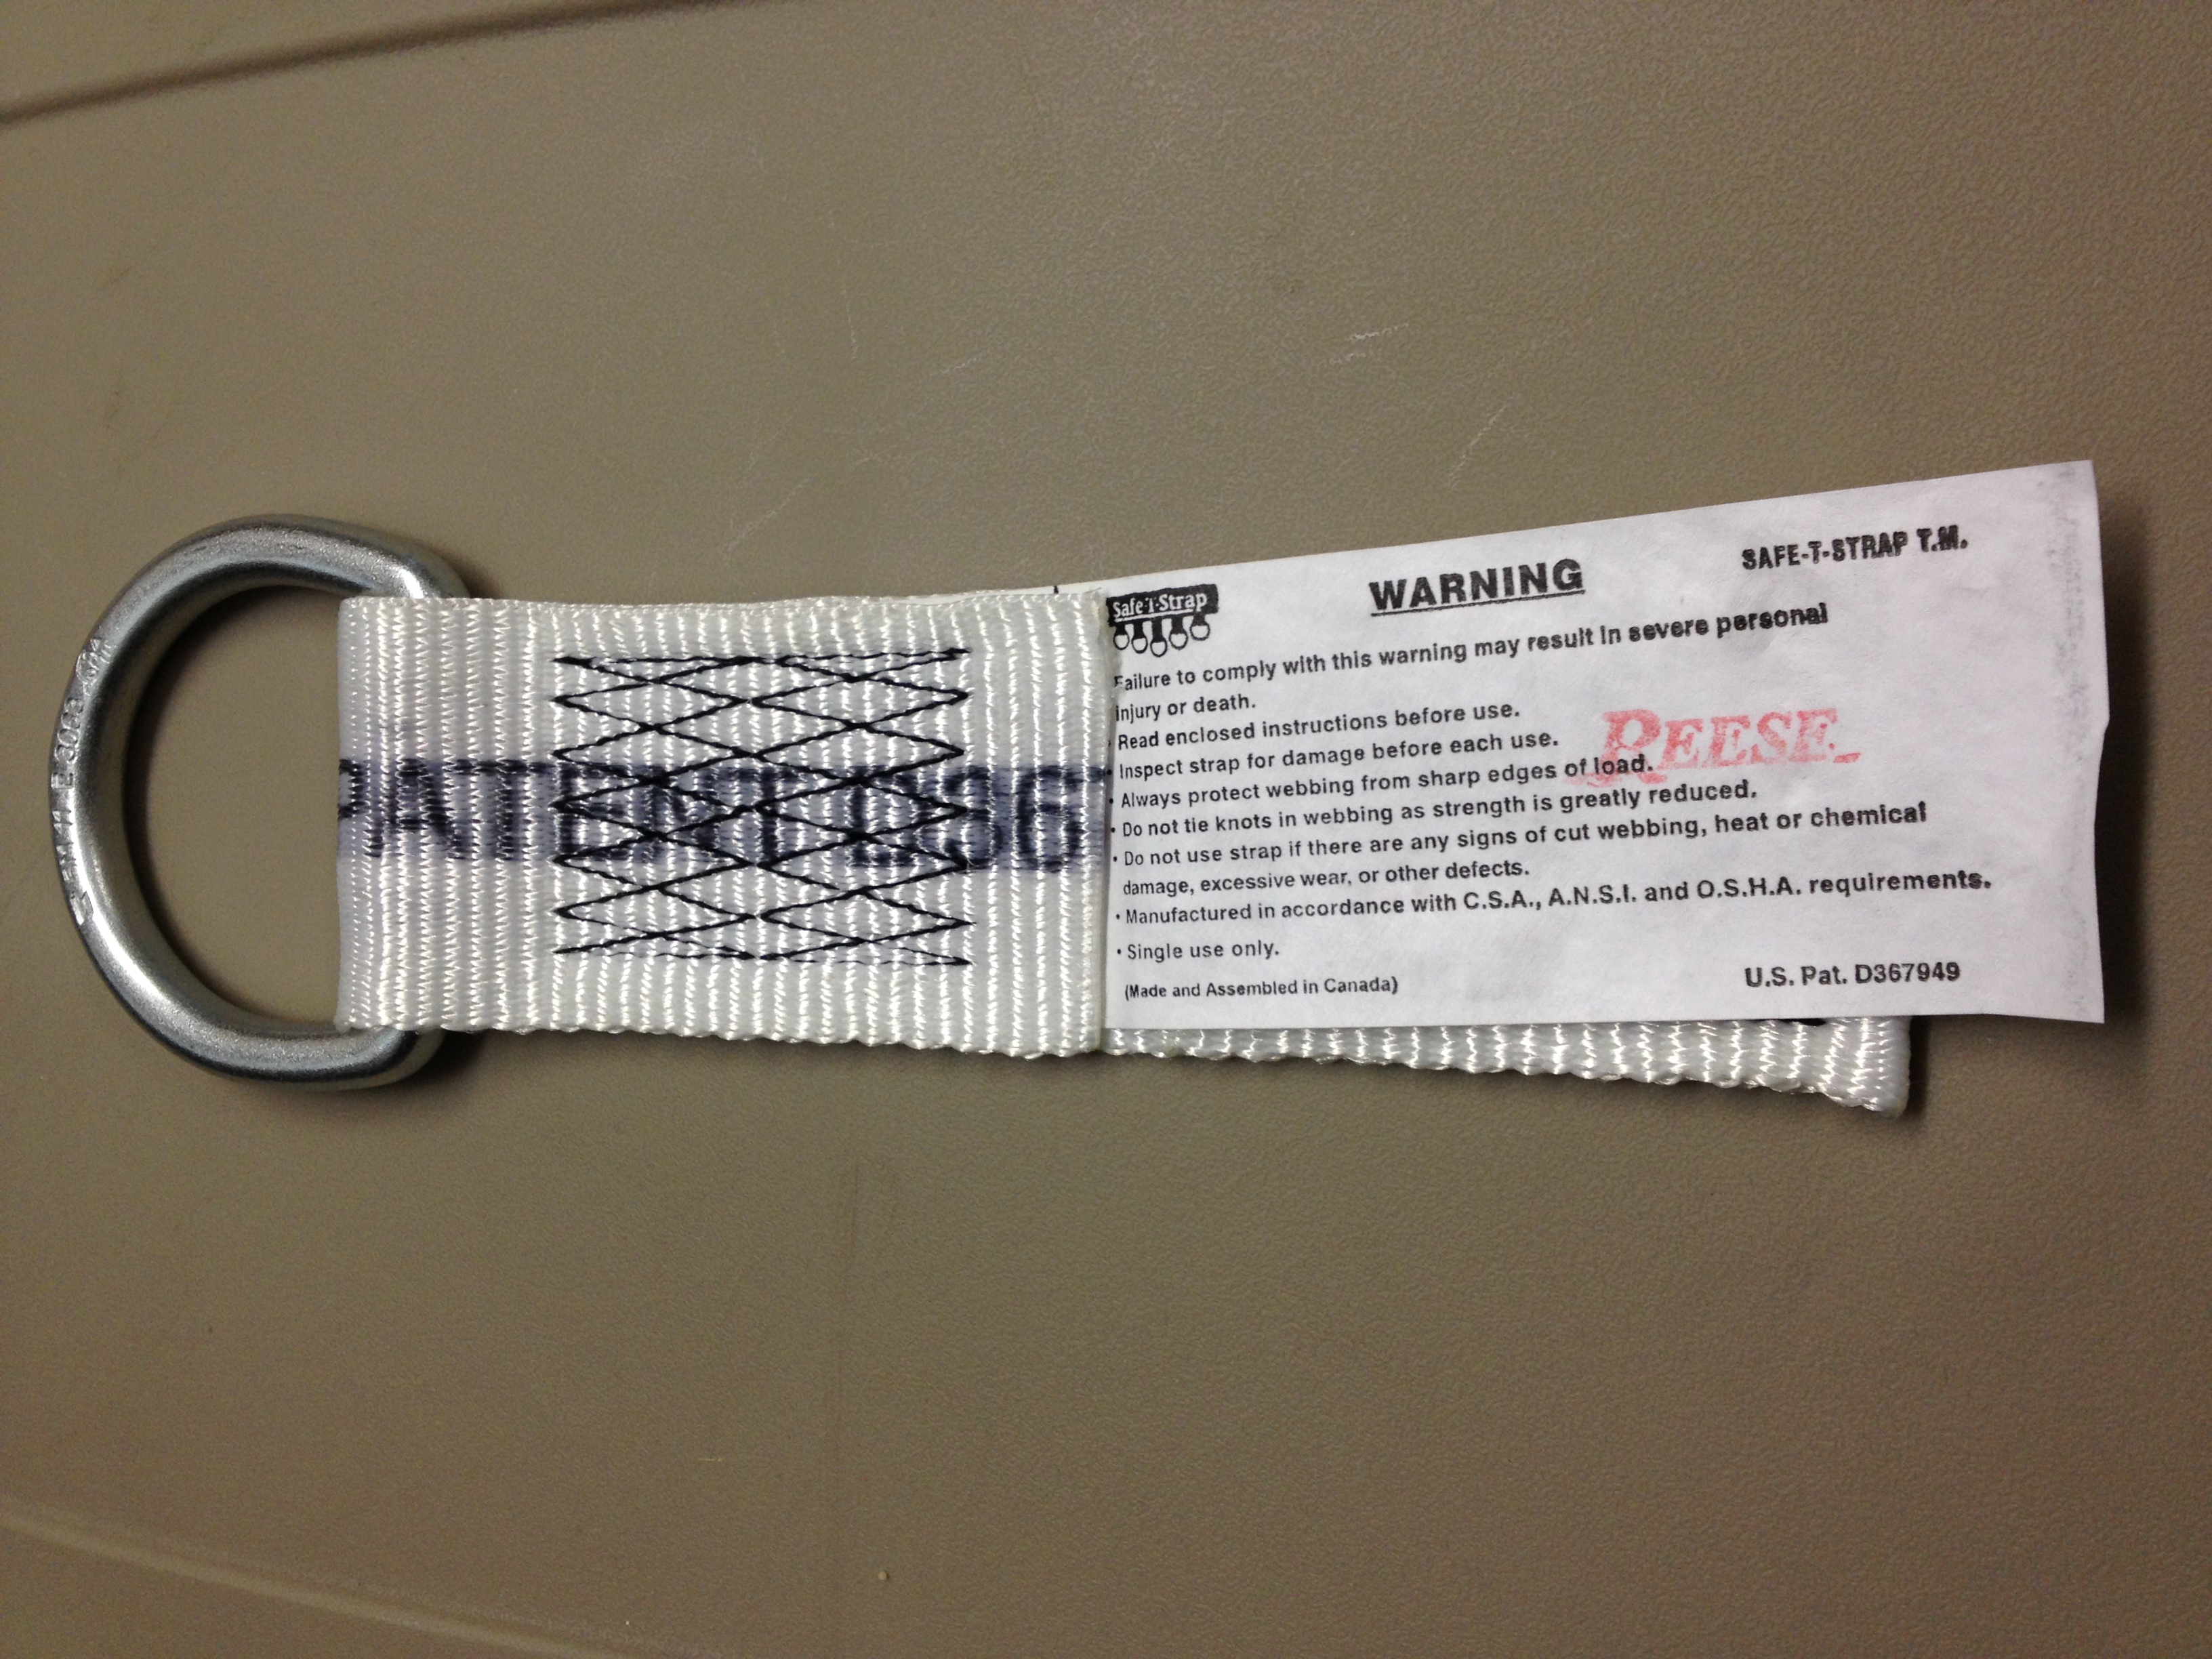 PATENT D36
Safe-T-Strap
WARNING
SAFE-T-STRAP T.M.
Failure to comply with this warning may result in severe personal
injury or death.
Read enclosed instructions before use.
• Inspect strap for damage before each use.
• Always protect webbing from sharp edges of load.
• Do not tie knots in webbing as strength is greatly reduced.
• Do not use strap if there are any signs of cut webbing, heat or chemical
damage, excessive wear, or other defects.
• Manufactured in accordance with C.S.A., A.N.S.I. and O.S.H.A. requirements.
• Single use only.
(Made and Assembled in Canada)
U.S. Pat. D367949
REESE